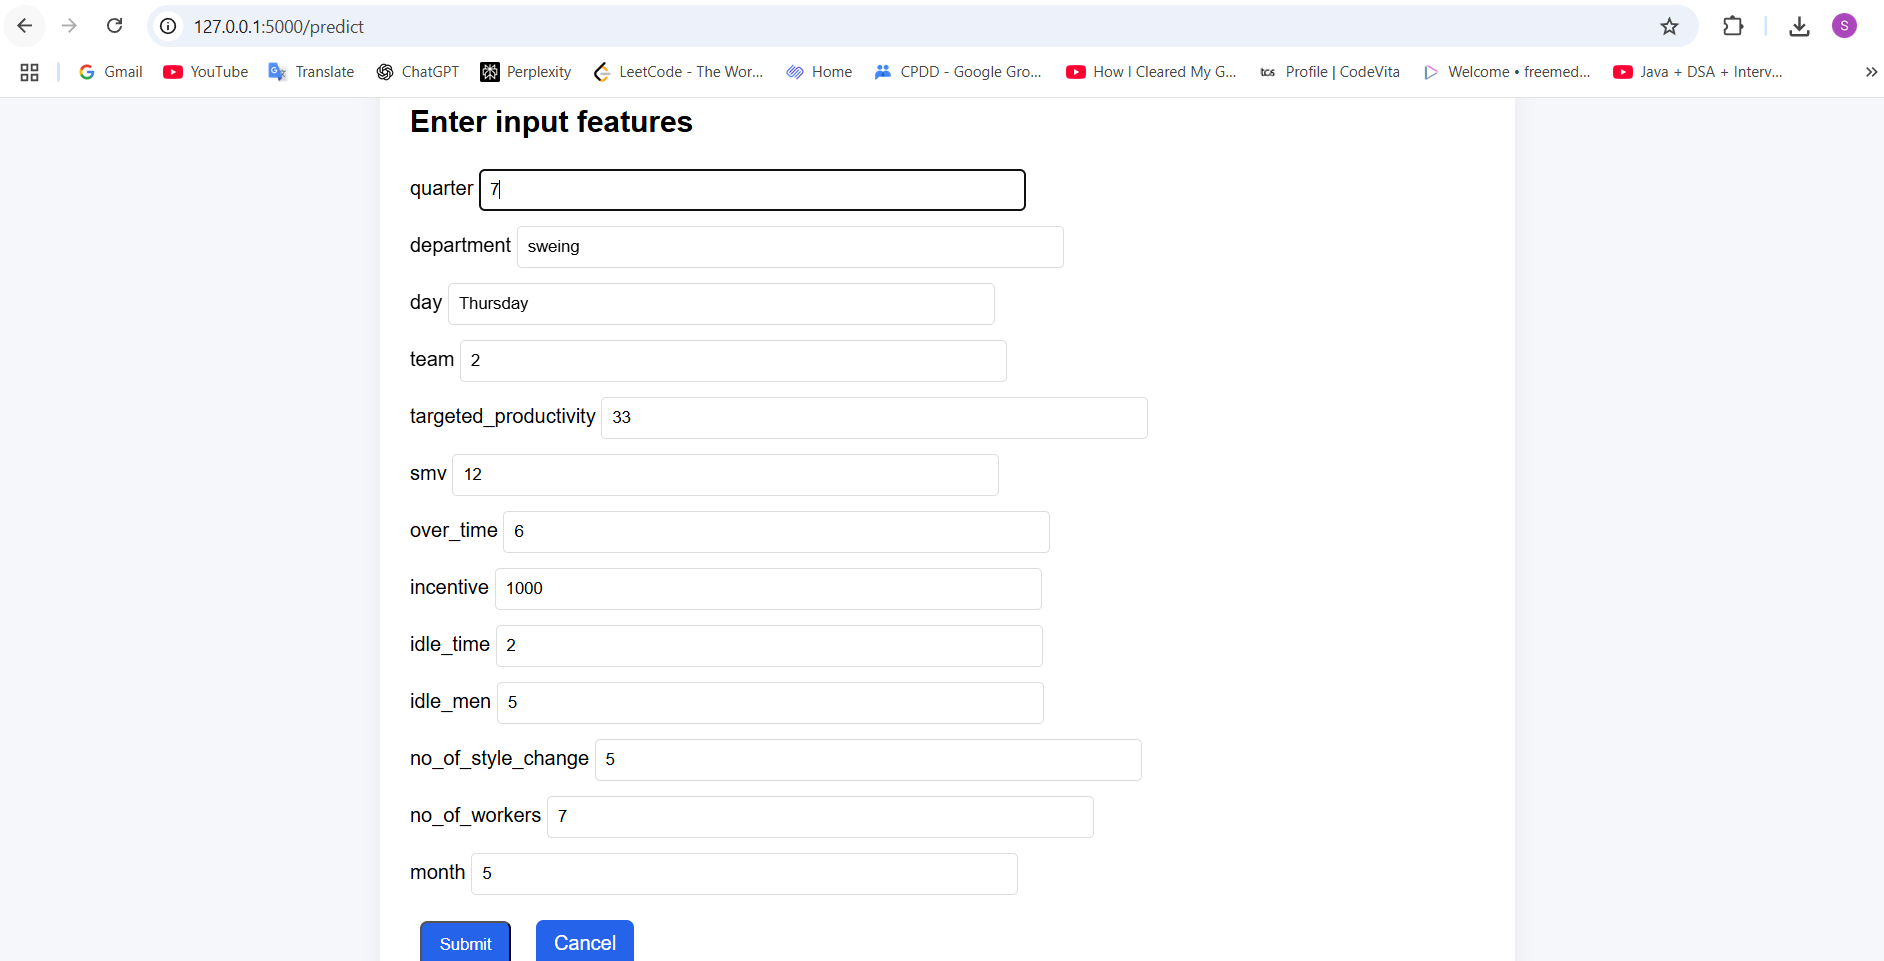 127.0.0.1:5000/predict
S
Gmail YouTube Translate ChatGPT Perplexity LeetCode - The Wor... Home CPDD - Google Gro... How I Cleared My G... tcs Profile | CodeVita Welcome • freemed... Java + DSA + Interv...
Enter input features
quarter 7
department sweing
day Thursday
team 2
targeted_productivity 33
smv 12
over_time 6
incentive 1000
idle_time 2
idle_men 5
no_of_style_change 5
no_of_workers 7
month 5
Submit Cancel